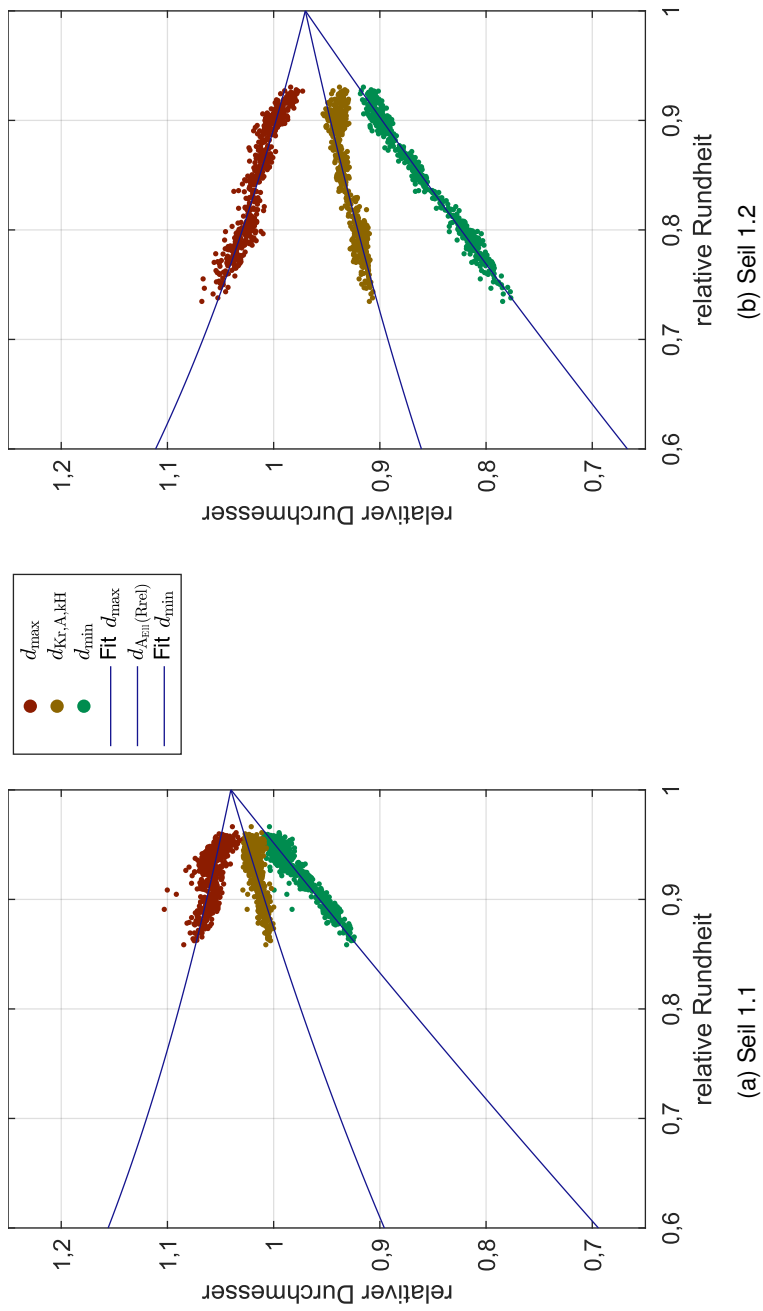 1,2
1,1
1
0,9
0,8
0,7
relativer Durchmesser
0,6
0,7
0,8
0,9
1
relative Rundheit
(a) Seil 1.1
d_max
d_Kr,A,kH
d_min
Fit d_max
d_A_Ell(Rrel)
Fit d_min
1,2
1,1
1
0,9
0,8
0,7
relativer Durchmesser
0,6
0,7
0,8
0,9
1
relative Rundheit
(b) Seil 1.2